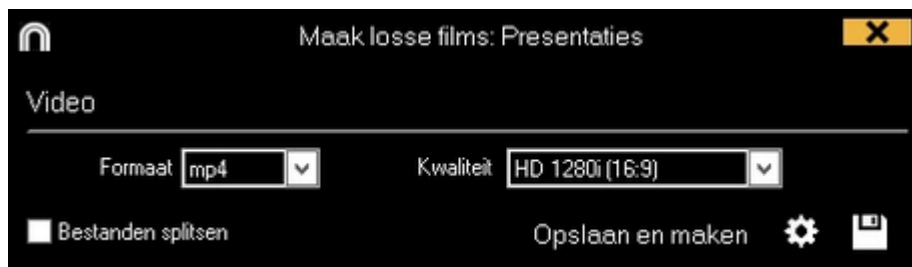 Maak losse films: Presentaties
Video
Formaat mp4 Kwaliteit HD 1280i (16:9)
Bestanden splitsen Opslaan en maken